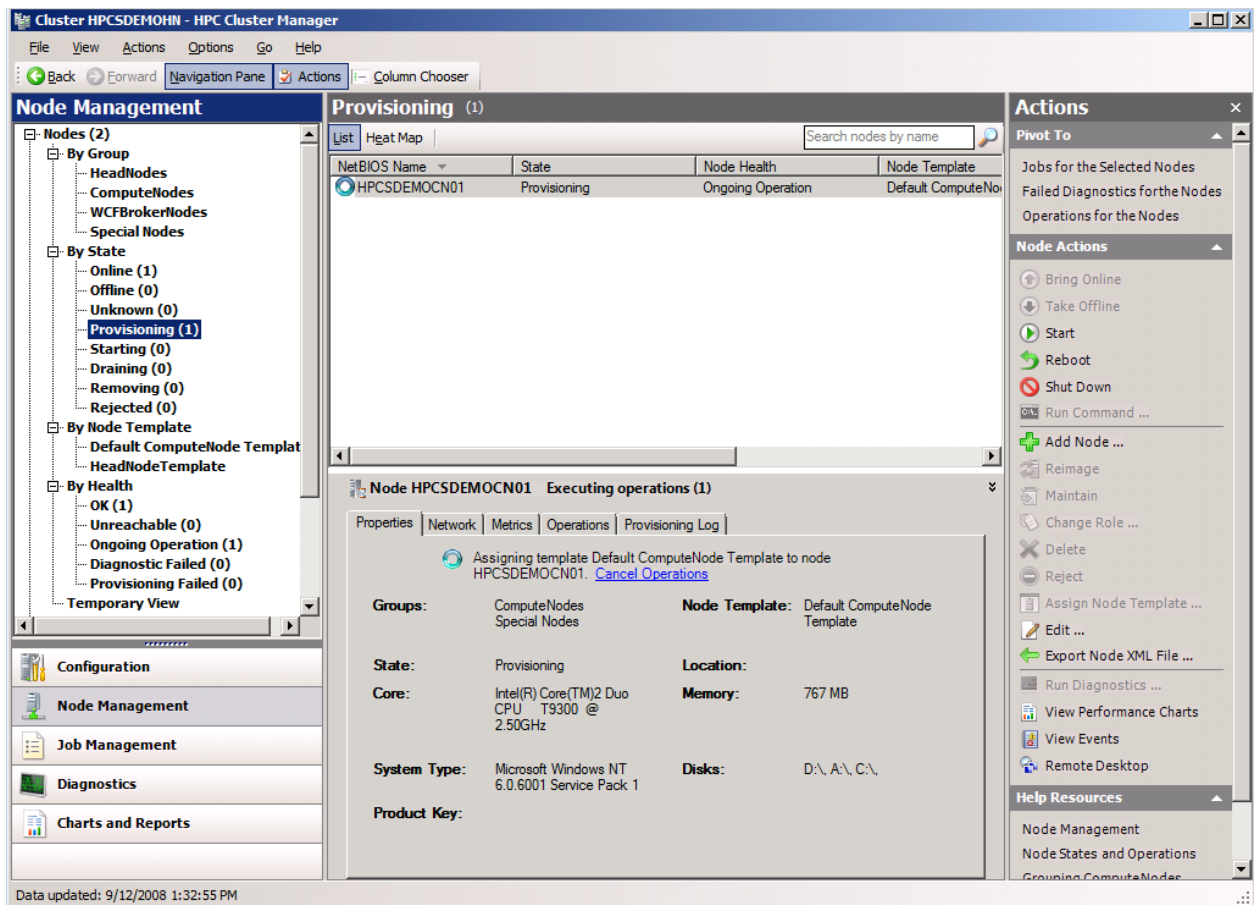 Cluster HPCSDEMOHN - HPC Cluster Manager
File View Actions Options Go Help
Back Forward Navigation Pane Actions Column Chooser
Node Management
Nodes (2)
By Group
HeadNodes
ComputeNodes
WCFBrokerNodes
Special Nodes
By State
Online (1)
Offline (0)
Unknown (0)
Provisioning (1)
Starting (0)
Draining (0)
Removing (0)
Rejected (0)
By Node Template
Default ComputeNode Templat
HeadNodeTemplate
By Health
OK (1)
Unreachable (0)
Ongoing Operation (1)
Diagnostic Failed (0)
Provisioning Failed (0)
Temporary View
Configuration
Node Management
Job Management
Diagnostics
Charts and Reports
Provisioning (1)
List Heat Map Search nodes by name
NetBIOS Name State Node Health Node Template
HPCSDEMOCN01 Provisioning Ongoing Operation Default ComputeNo
Node HPCSDEMOCN01 Executing operations (1)
Properties Network Metrics Operations Provisioning Log
Assigning template Default ComputeNode Template to node
HPCSDEMOCN01. Cancel Operations
Groups: ComputeNodes Node Template: Default ComputeNode
Special Nodes Template
State: Provisioning Location:
Core: Intel(R) Core(TM)2 Duo Memory: 767 MB
CPU T9300 @
2.50GHz
System Type: Microsoft Windows NT Disks: D:\, A:\, C:\,
6.0.6001 Service Pack 1
Product Key:
Actions
Pivot To
Jobs for the Selected Nodes
Failed Diagnostics forthe Nodes
Operations for the Nodes
Node Actions
Bring Online
Take Offline
Start
Reboot
Shut Down
Run Command ...
Add Node ...
Reimage
Maintain
Change Role ...
Delete
Reject
Assign Node Template ...
Edit ...
Export Node XML File ...
Run Diagnostics ...
View Performance Charts
View Events
Remote Desktop
Help Resources
Node Management
Node States and Operations
Grouping ComputeNodes
Data updated: 9/12/2008 1:32:55 PM